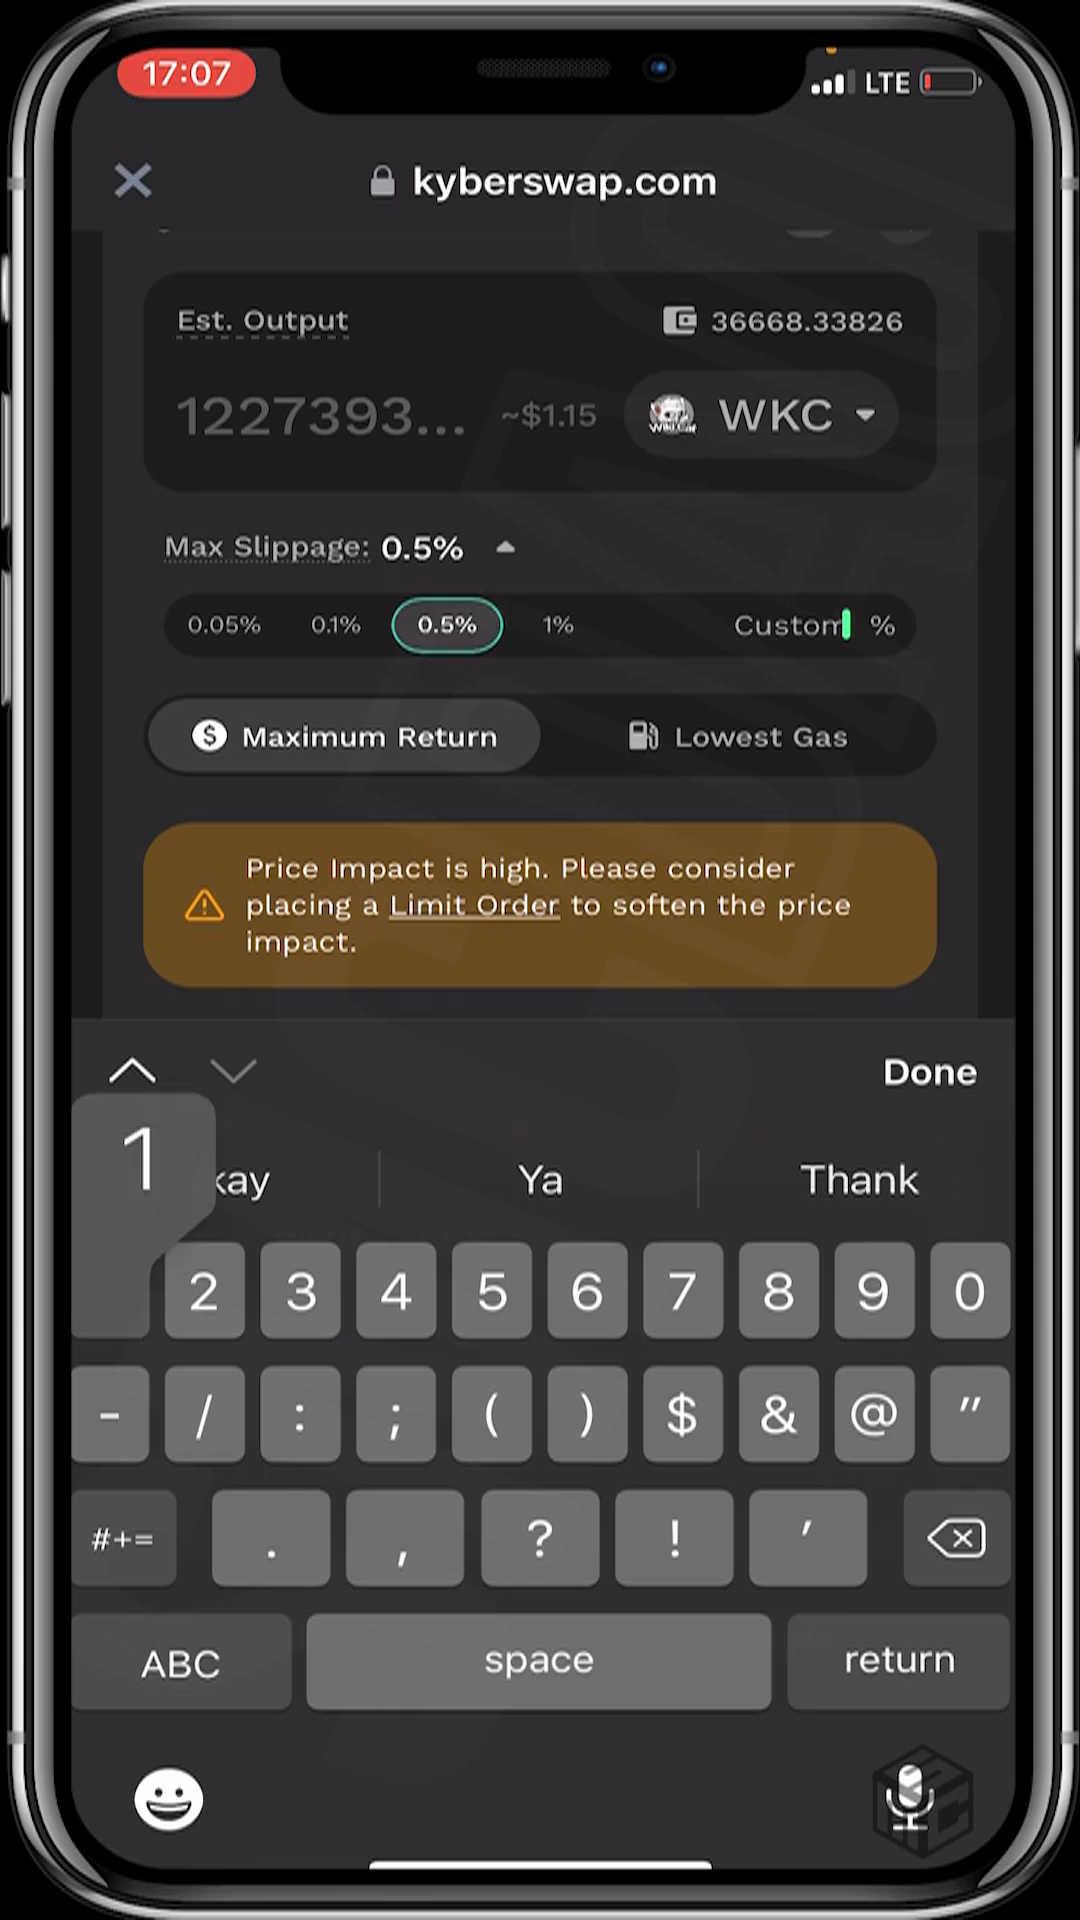 17:07
LTE
kyberswap.com
Est. Output
36668.33826
1227393... ~$1.15 WKC
Max Slippage: 0.5%
0.05% 0.1% 0.5% 1% Custom %
Maximum Return
Lowest Gas
Price Impact is high. Please consider
placing a Limit Order to soften the price
impact.
Done
1
kay Ya Thank
2 3 4 5 6 7 8 9 0
- / : ; ( ) $ & @ "
#+= . , ? ! '
ABC space return